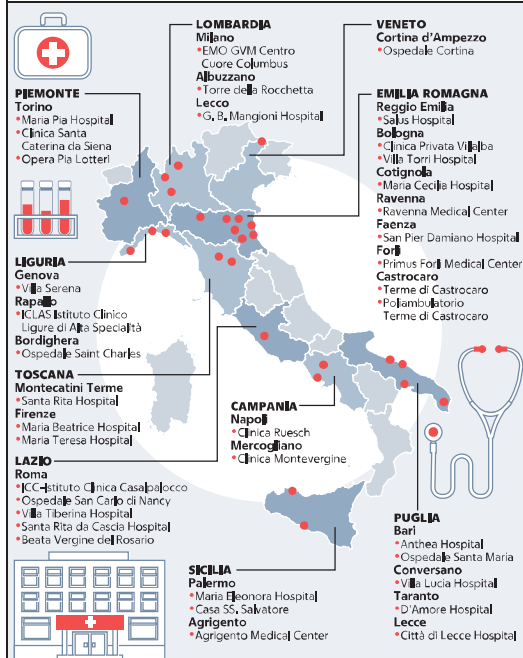 LOMBARDIA
Milano
•EMO GVM Centro
Cuore Columbus
Albuzzano
•Torre della Rocchetta
Lecco
•G. B. Mangioni Hospital
VENETO
Cortina d'Ampezzo
•Ospedale Cortina
PIEMONTE
Torino
•Maria Pia Hospital
•Clinica Santa
Caterina da Siena
•Opera Pia Lotteri
EMILIA ROMAGNA
Reggio Emilia
•Salus Hospital
Bologna
•Clinica Privata Villalba
•Villa Torri Hospital
Cotignola
•Maria Cecilia Hospital
Ravenna
•Ravenna Medical Center
Faenza
•San Pier Damiano Hospital
Forlì
•Primus Forlì Medical Center
Castrocaro
•Terme di Castrocaro
•Poliambulatorio
Terme di Castrocaro
LIGURIA
Genova
•Villa Serena
Rapallo
•ICLAS Istituto Clinico
Ligure di Alta Specialità
Bordighera
•Ospedale Saint Charles
TOSCANA
Montecatini Terme
•Santa Rita Hospital
Firenze
•Maria Beatrice Hospital
•Maria Teresa Hospital
LAZIO
Roma
•ICC-Istituto Clinica Casalpalocco
•Ospedale San Carlo di Nancy
•Villa Tiberina Hospital
•Santa Rita da Cascia Hospital
•Beata Vergine del Rosario
CAMPANIA
Napoli
•Clinica Ruesch
Mercogliano
•Clinica Montevergine
SICILIA
Palermo
•Maria Eleonora Hospital
•Casa SS. Salvatore
Agrigento
•Agrigento Medical Center
PUGLIA
Bari
•Anthea Hospital
•Ospedale Santa Maria
Conversano
•Villa Lucia Hospital
Taranto
•D'Amore Hospital
Lecce
•Città di Lecce Hospital